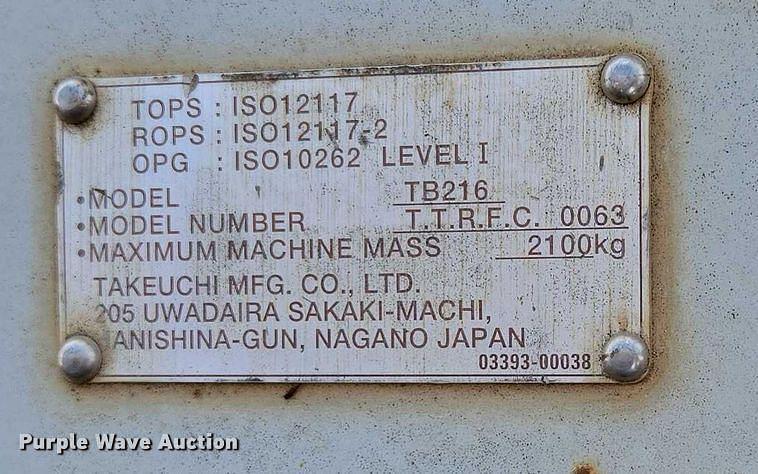 TOPS : ISO12117
ROPS : ISO12117-2
OPG : ISO10262 LEVEL I
•MODEL TB216
•MODEL NUMBER T.T.R.F.C. 0063
•MAXIMUM MACHINE MASS 2100kg
TAKEUCHI MFG. CO., LTD.
205 UWADAIRA SAKAKI-MACHI,
HANISHINA-GUN, NAGANO JAPAN
03393-00038
Purple Wave Auction